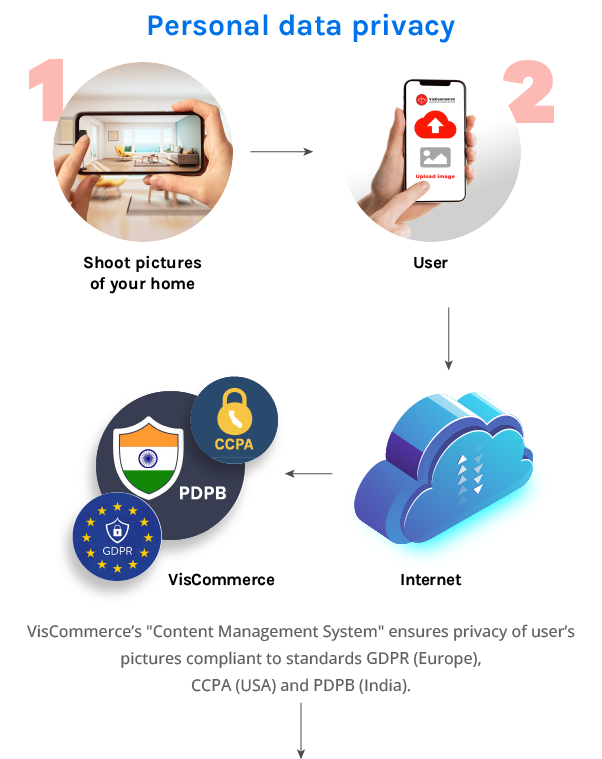 Personal data privacy
1
2
VisCommerce
Upload image
Shoot pictures
of your home
User
CCPA
PDPB
GDPR
VisCommerce
Internet
VisCommerce’s "Content Management System" ensures privacy of user’s
pictures compliant to standards GDPR (Europe),
CCPA (USA) and PDPB (India).